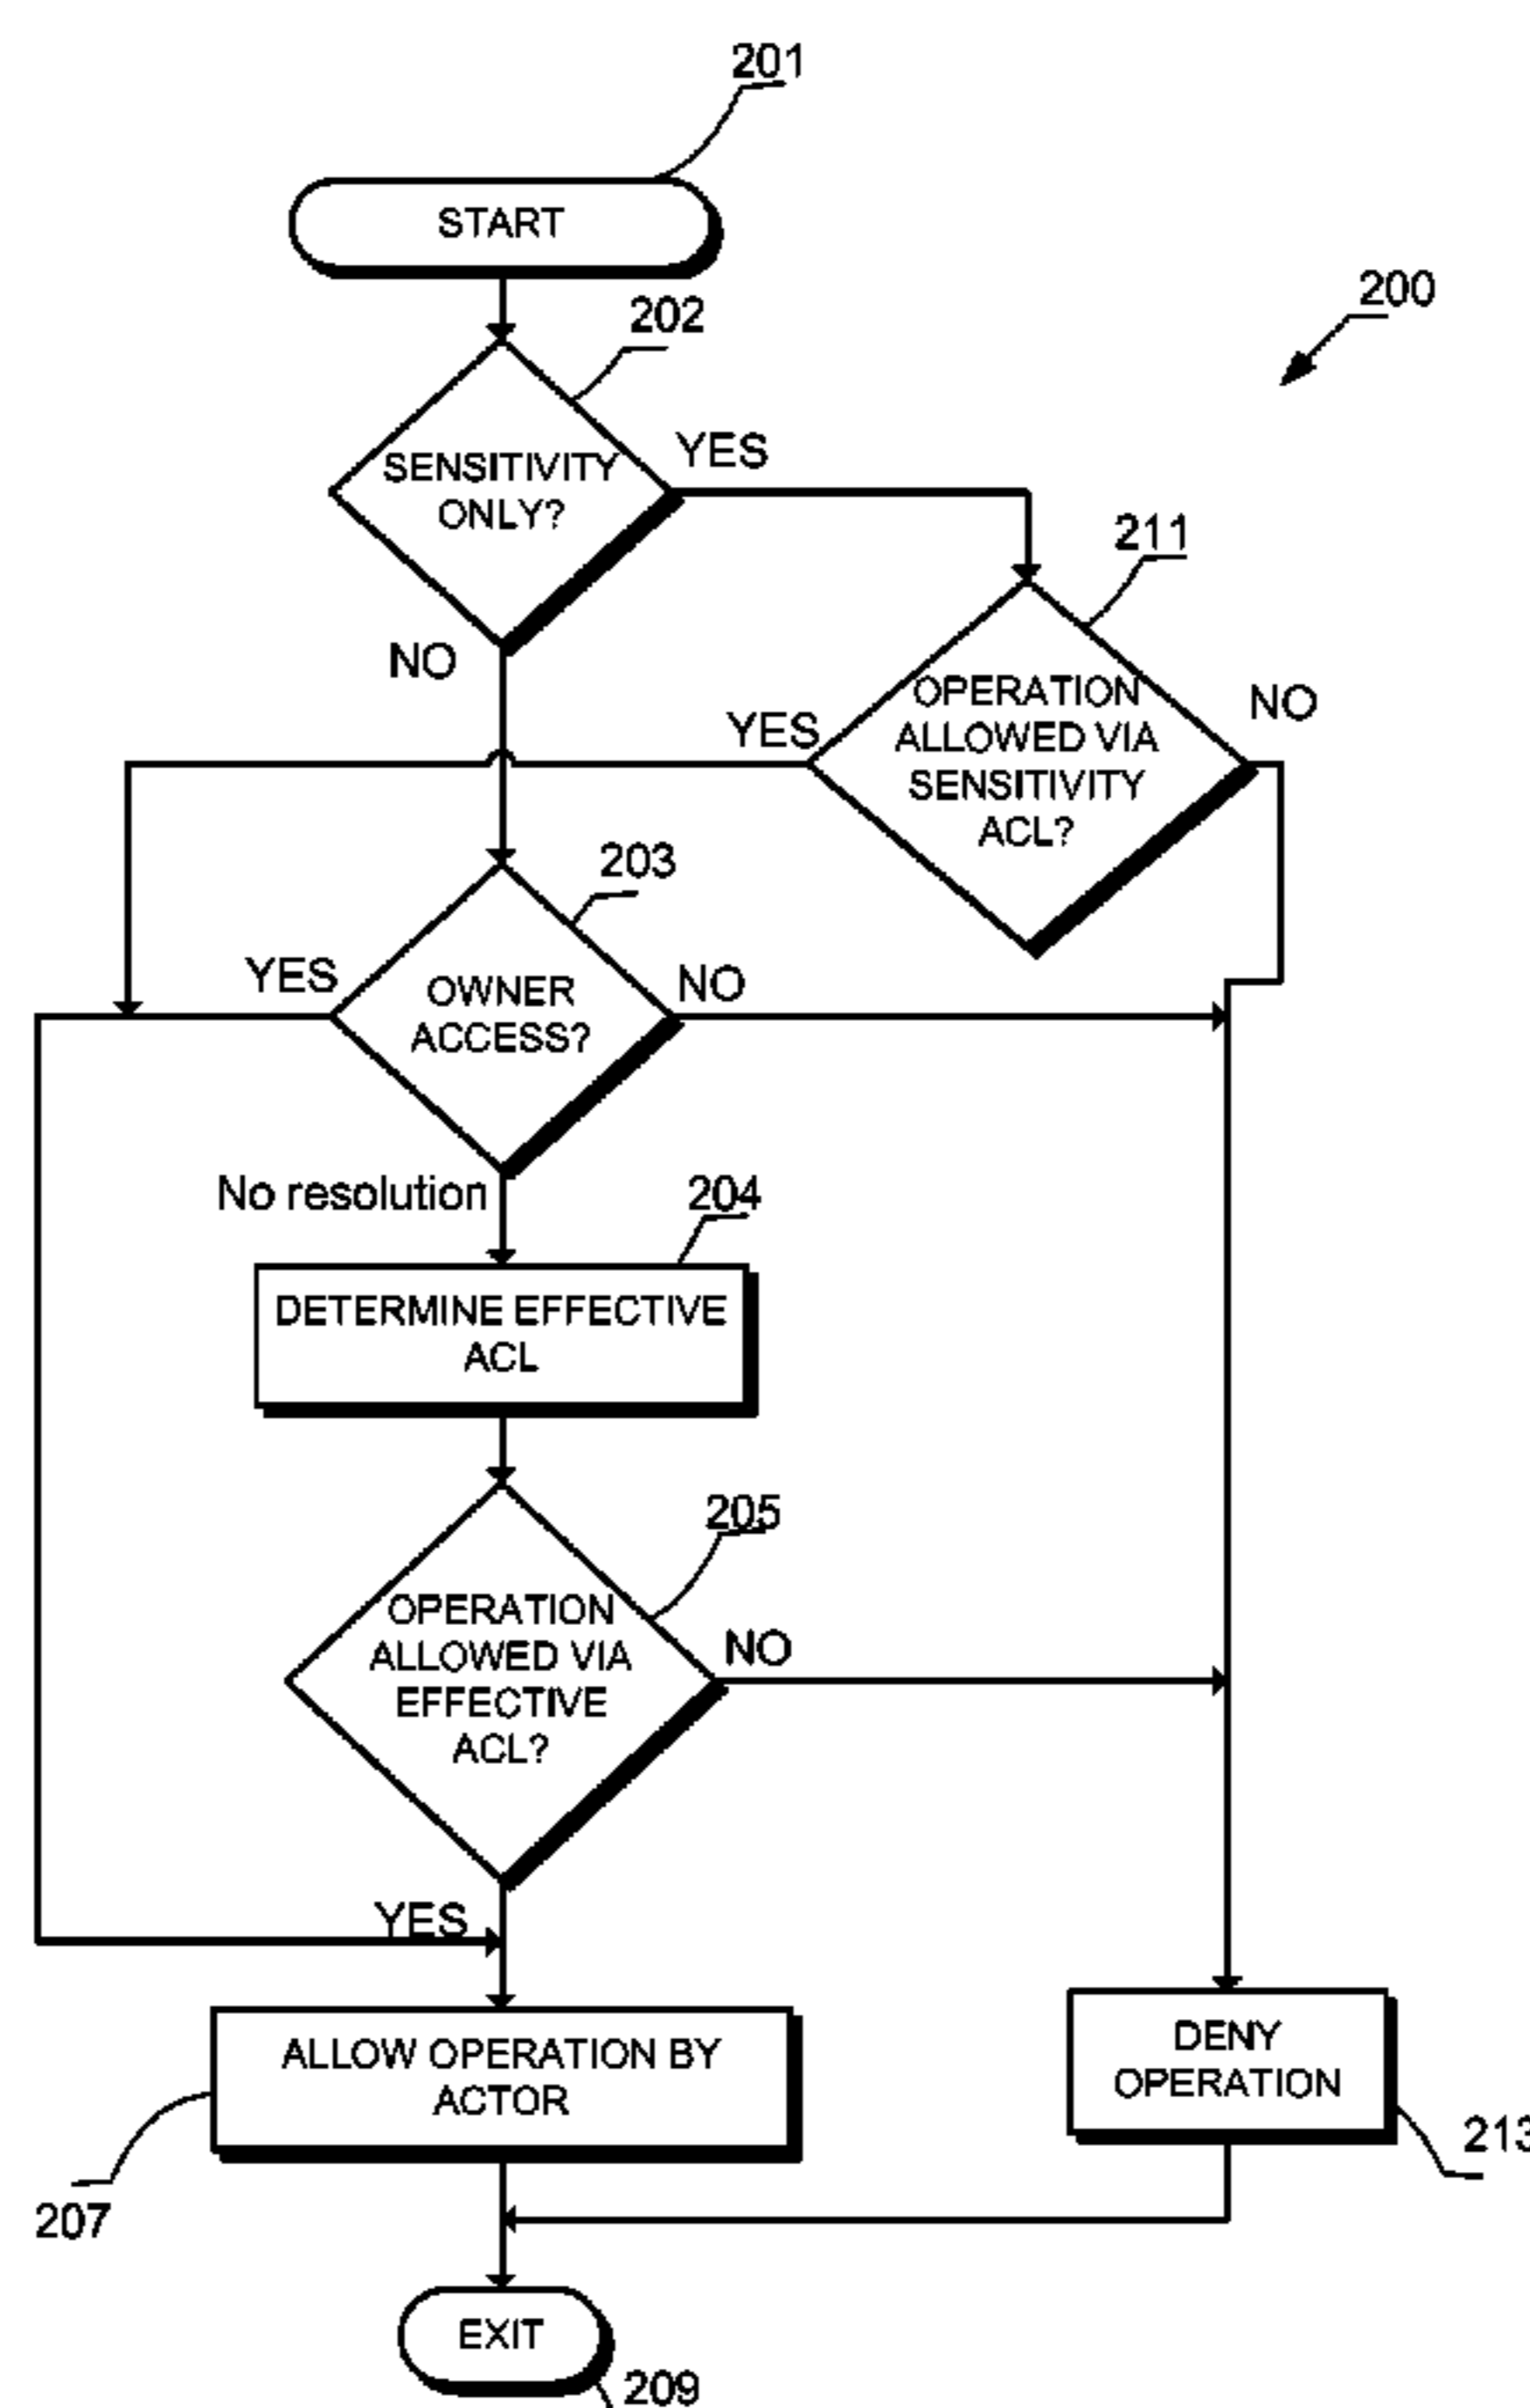 201
START
202
200
SENSITIVITY
ONLY?
YES
211
NO
OPERATION
ALLOWED VIA
SENSITIVITY
ACL?
YES
NO
203
OWNER
ACCESS?
YES
NO
No resolution
204
DETERMINE EFFECTIVE
ACL
205
OPERATION
ALLOWED VIA
EFFECTIVE
ACL?
NO
YES
ALLOW OPERATION BY
ACTOR
DENY
OPERATION
213
207
EXIT
209